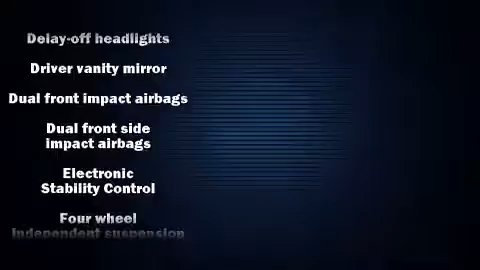 Delay-off headlights
Driver vanity mirror
Dual front impact airbags
Dual front side
impact airbags
Electronic
Stability Control
Four wheel
independent suspension